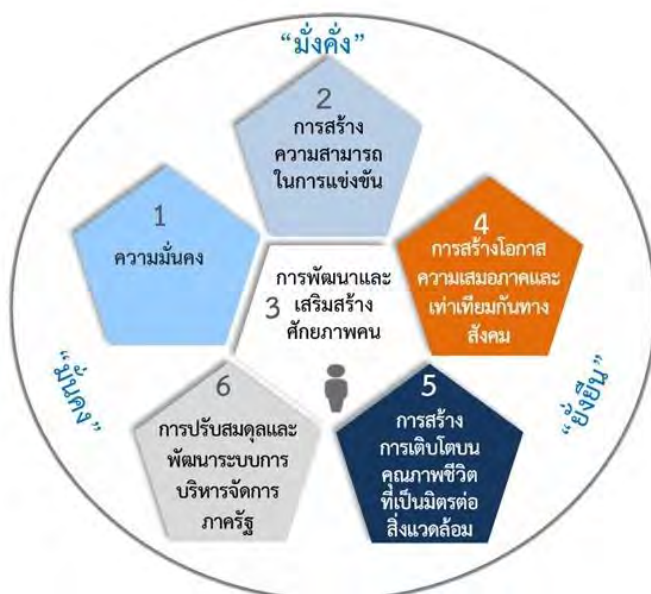 “มั่งคั่ง”
2
การสร้าง
ความสามารถ
ในการแข่งขัน
1
ความมั่นคง
3
การพัฒนาและ
เสริมสร้าง
ศักยภาพคน
4
การสร้างโอกาส
ความเสมอภาคและ
เท่าเทียมกันทาง
สังคม
“มั่นคง”
6
การปรับสมดุลและ
พัฒนาระบบการ
บริหารจัดการ
ภาครัฐ
5
การสร้าง
การเติบโตบน
คุณภาพชีวิต
ที่เป็นมิตรต่อ
สิ่งแวดล้อม
“ยั่งยืน”